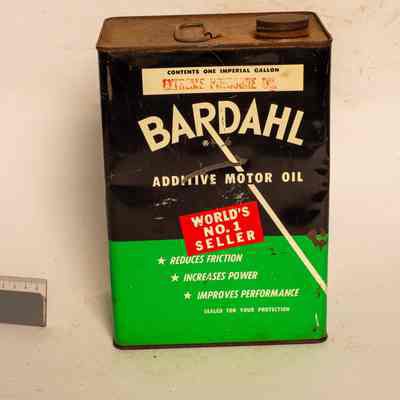 CONTENTS ONE IMPERIAL GALLON
EXTREME PRESSURE OIL
BARDAHL
®
ADDITIVE MOTOR OIL
WORLD'S
NO.1
SELLER
★ REDUCES FRICTION
★ INCREASES POWER
★ IMPROVES PERFORMANCE
SEALED FOR YOUR PROTECTION